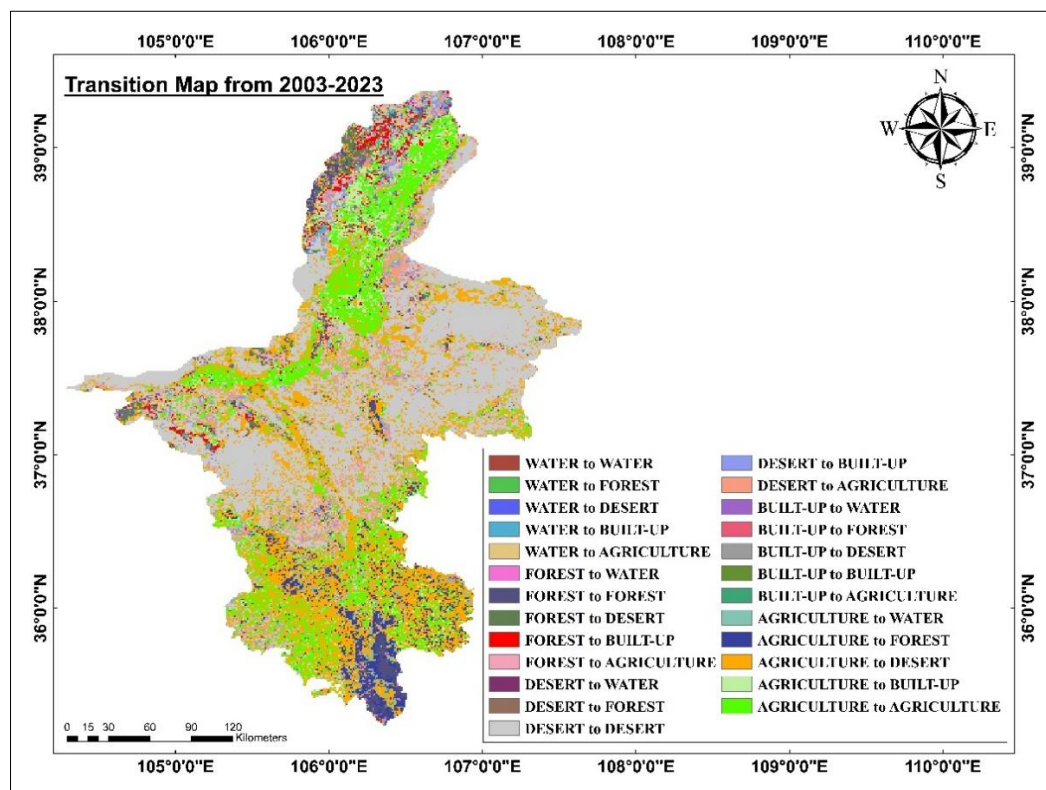 105°0'0"E 106°0'0"E 107°0'0"E 108°0'0"E 109°0'0"E 110°0'0"E
Transition Map from 2003-2023
N
W E
S
39°0'0"N 39°0'0"N
38°0'0"N 38°0'0"N
37°0'0"N 37°0'0"N
36°0'0"N 36°0'0"N
WATER to WATER
WATER to FOREST
WATER to DESERT
WATER to BUILT-UP
WATER to AGRICULTURE
FOREST to WATER
FOREST to FOREST
FOREST to DESERT
FOREST to BUILT-UP
FOREST to AGRICULTURE
DESERT to WATER
DESERT to FOREST
DESERT to DESERT
DESERT to BUILT-UP
DESERT to AGRICULTURE
BUILT-UP to WATER
BUILT-UP to FOREST
BUILT-UP to DESERT
BUILT-UP to BUILT-UP
BUILT-UP to AGRICULTURE
AGRICULTURE to WATER
AGRICULTURE to FOREST
AGRICULTURE to DESERT
AGRICULTURE to BUILT-UP
AGRICULTURE to AGRICULTURE
0 15 30 60 90 120
Kilometers
105°0'0"E 106°0'0"E 107°0'0"E 108°0'0"E 109°0'0"E 110°0'0"E